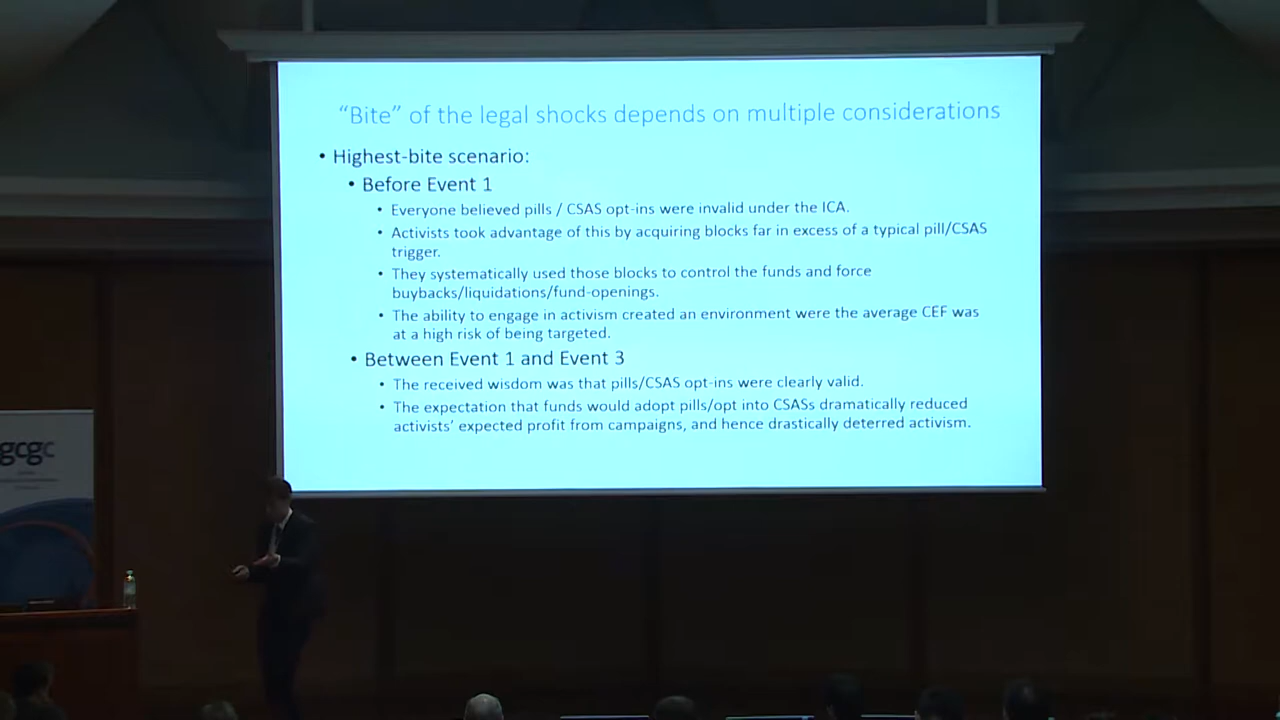 “Bite” of the legal shocks depends on multiple considerations
• Highest-bite scenario:
• Before Event 1
• Everyone believed pills / CSAS opt-ins were invalid under the ICA.
• Activists took advantage of this by acquiring blocks far in excess of a typical pill/CSAS
trigger.
• They systematically used those blocks to control the funds and force
buybacks/liquidations/fund-openings.
• The ability to engage in activism created an environment were the average CEF was
at a high risk of being targeted.
• Between Event 1 and Event 3
• The received wisdom was that pills/CSAS opt-ins were clearly valid.
• The expectation that funds would adopt pills/opt into CSASs dramatically reduced
activists’ expected profit from campaigns, and hence drastically deterred activism.
gcgc